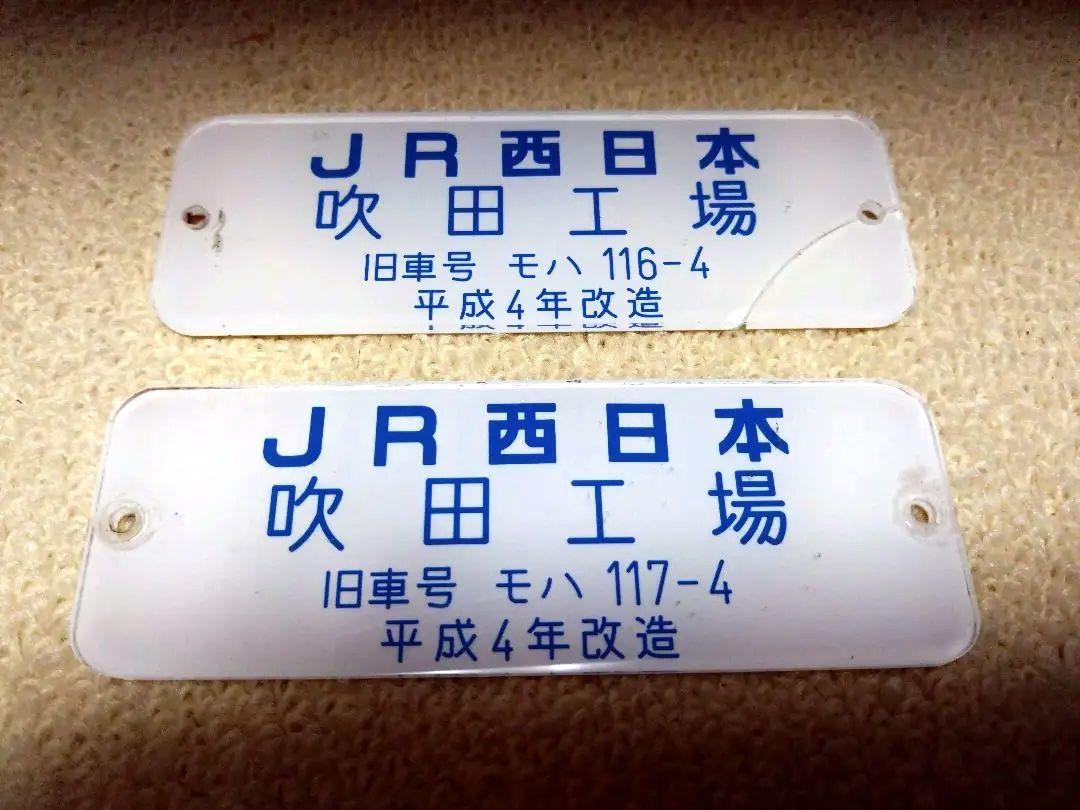 JR西日本
吹田工場
旧車号 モハ 116-4
平成4年改造
JR西日本
吹田工場
旧車号 モハ 117-4
平成4年改造